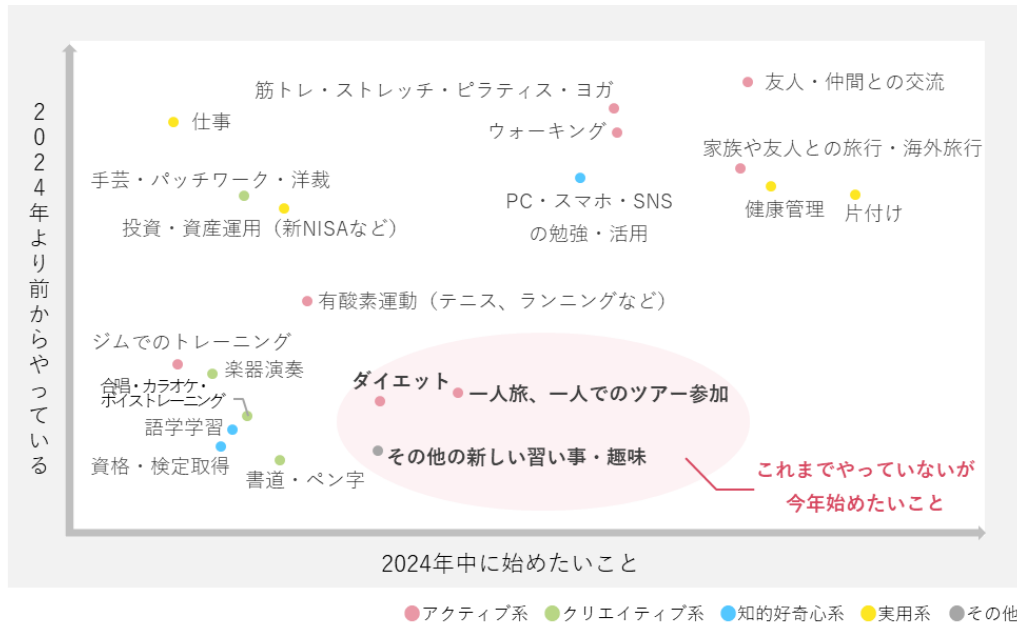 2024年より前からやっている
筋トレ・ストレッチ・ピラティス・ヨガ
友人・仲間との交流
仕事
ウォーキング
家族や友人との旅行・海外旅行
手芸・パッチワーク・洋裁
PC・スマホ・SNS
の勉強・活用
健康管理
片付け
投資・資産運用（新NISAなど）
有酸素運動（テニス、ランニングなど）
ジムでのトレーニング
楽器演奏
合唱・カラオケ・
ボイストレーニング
ダイエット
一人旅、一人でのツアー参加
語学学習
資格・検定取得
書道・ペン字
その他の新しい習い事・趣味
これまでやっていないが
今年始めたいこと
2024年中に始めたいこと
アクティブ系 クリエイティブ系 知的好奇心系 実用系 その他